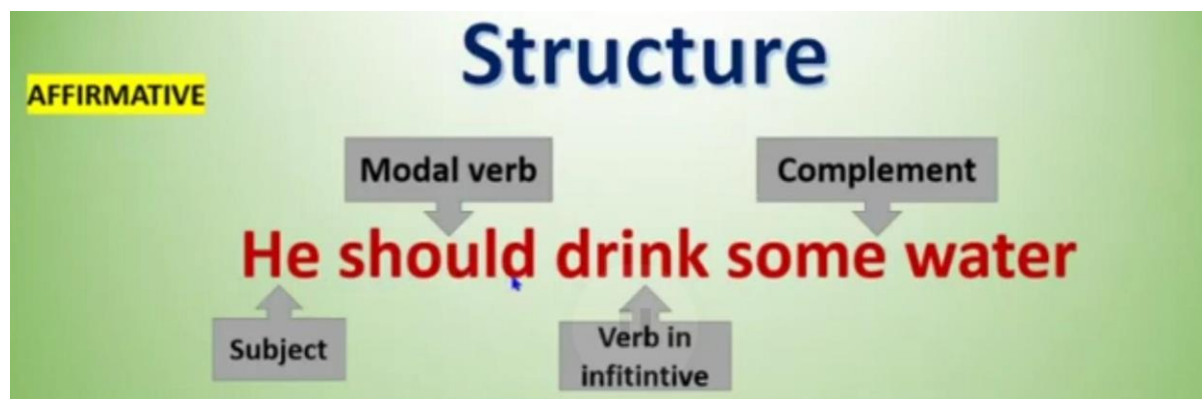 Structure
AFFIRMATIVE
Modal verb
Complement
He should drink some water
Subject
Verb in
infitintive